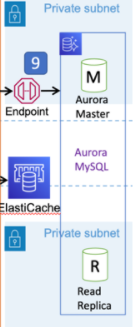 Private subnet
9
M
Endpoint
Aurora
Master
Aurora
MySQL
ElastiCache
Private subnet
R
Read
Replica